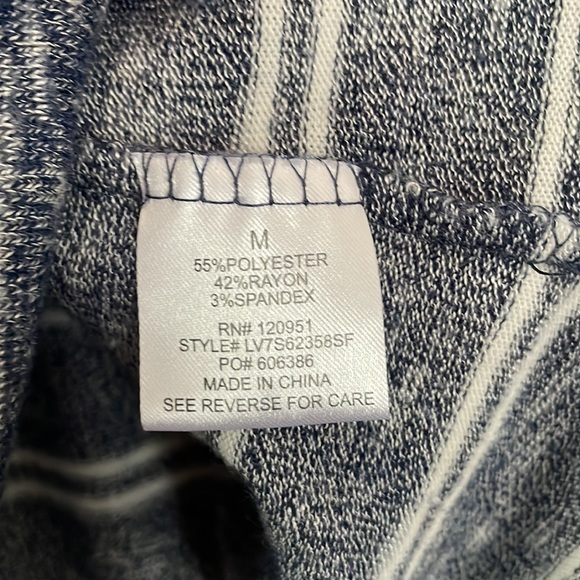 M
55%POLYESTER
42%RAYON
3%SPANDEX
RN# 120951
STYLE# LV7S62358SF
PO# 606386
MADE IN CHINA
SEE REVERSE FOR CARE